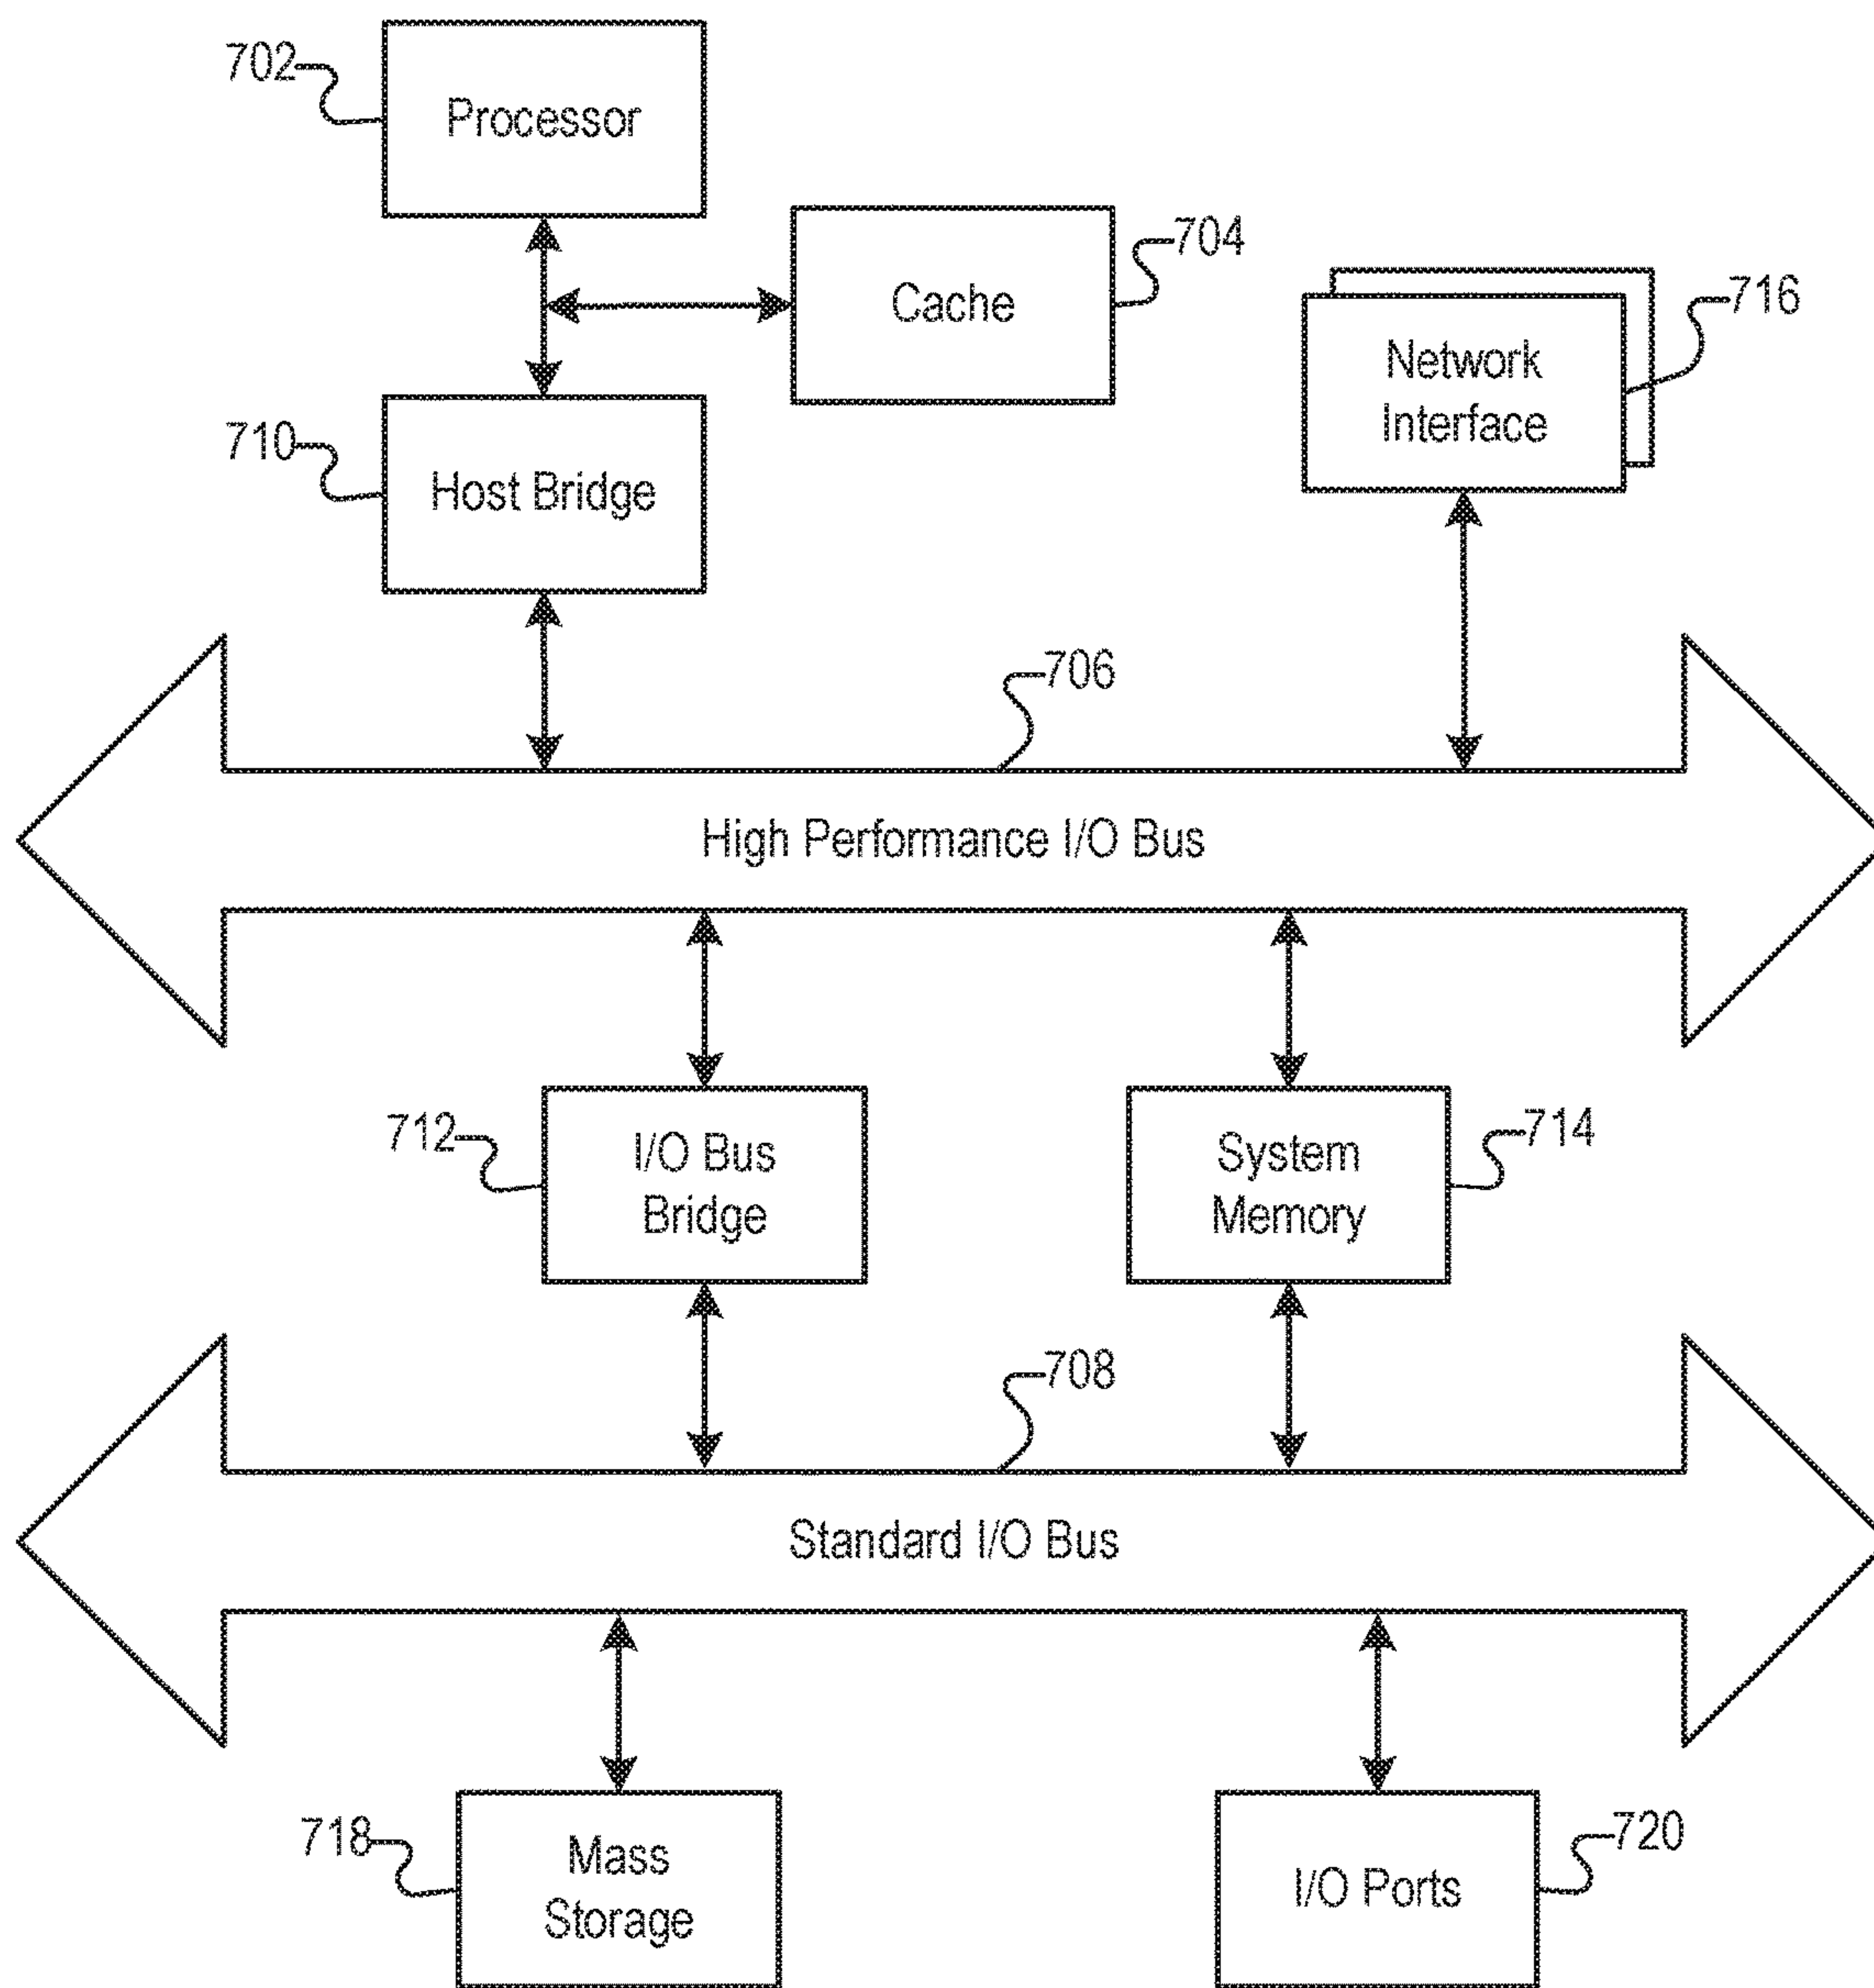 702
Processor
704
Cache
716
Network
Interface
710
Host Bridge
706
High Performance I/O Bus
712
I/O Bus
Bridge
714
System
Memory
708
Standard I/O Bus
718
Mass
Storage
720
I/O Ports